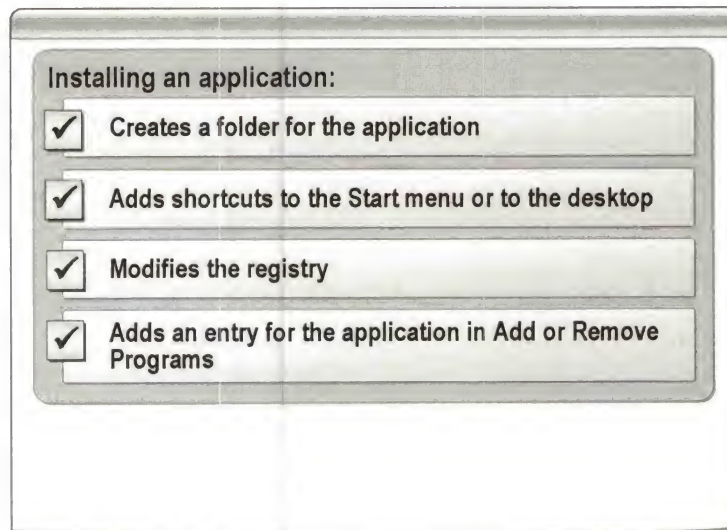 Installing an application:
Creates a folder for the application
Adds shortcuts to the Start menu or to the desktop
Modifies the registry
Adds an entry for the application in Add or Remove
Programs